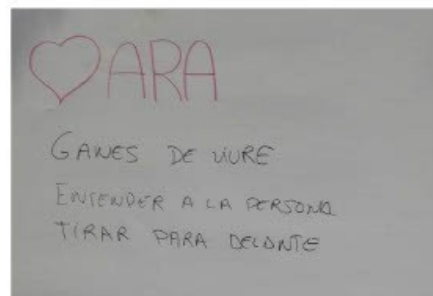 ARA
GANES DE VIURE
ENTENDER A LA PERSONA
TIRAR PARA DELANTE